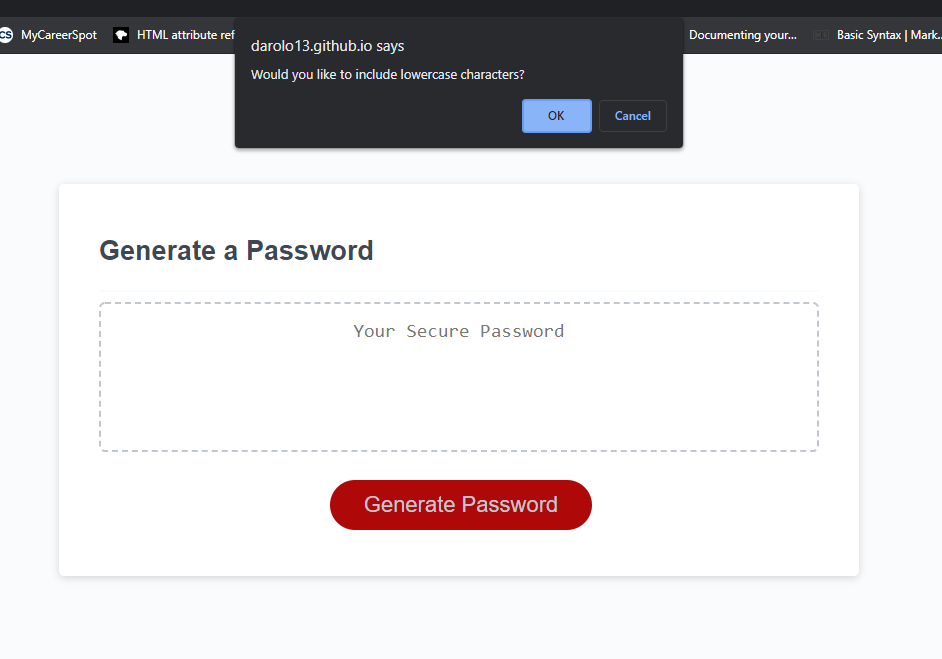 CS MyCareerSpot HTML attribute ref Documenting your... Basic Syntax | Mark...
darolo13.github.io says
Would you like to include lowercase characters?
OK Cancel
Generate a Password
Your Secure Password
Generate Password